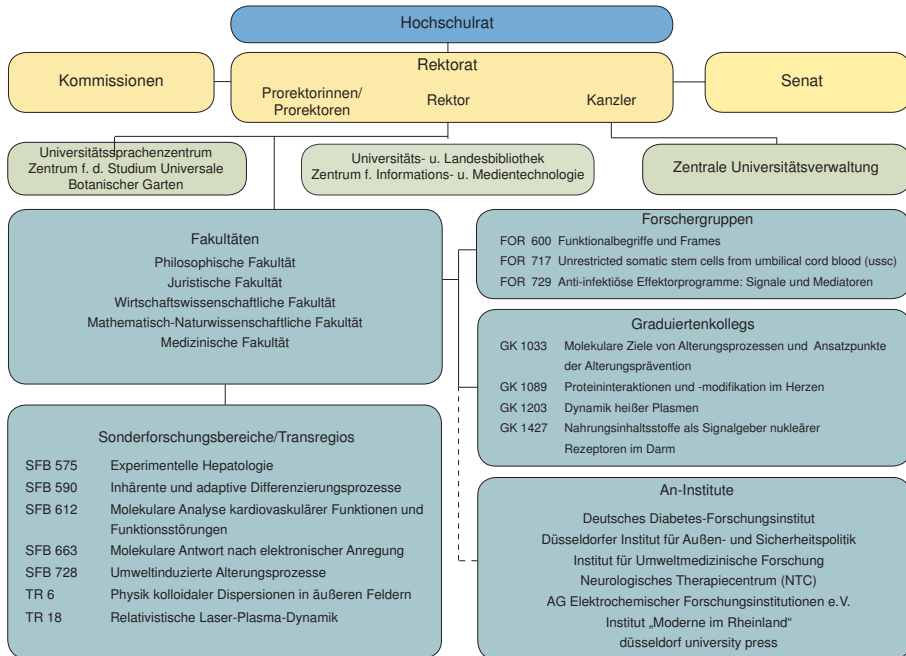 Hochschulrat
Kommissionen
Rektorat
Prorektorinnen/
Prorektoren
Rektor
Kanzler
Senat
Universitätssprachenzentrum
Zentrum f. d. Studium Universale
Botanischer Garten
Universitäts- u. Landesbibliothek
Zentrum f. Informations- u. Medientechnologie
Zentrale Universitätsverwaltung
Fakultäten
Philosophische Fakultät
Juristische Fakultät
Wirtschaftswissenschaftliche Fakultät
Mathematisch-Naturwissenschaftliche Fakultät
Medizinische Fakultät
Forschergruppen
FOR 600 Funktionalbegriffe und Frames
FOR 717 Unrestricted somatic stem cells from umbilical cord blood (ussc)
FOR 729 Anti-infektiöse Effektorprogramme: Signale und Mediatoren
Graduiertenkollegs
GK 1033 Molekulare Ziele von Alterungsprozessen und Ansatzpunkte
der Alterungsprävention
GK 1089 Proteininteraktionen und -modifikation im Herzen
GK 1203 Dynamik heißer Plasmen
GK 1427 Nahrungsinhaltsstoffe als Signalgeber nukleärer
Rezeptoren im Darm
Sonderforschungsbereiche/Transregios
SFB 575 Experimentelle Hepatologie
SFB 590 Inhärente und adaptive Differenzierungsprozesse
SFB 612 Molekulare Analyse kardiovaskulärer Funktionen und
Funktionsstörungen
SFB 663 Molekulare Antwort nach elektronischer Anregung
SFB 728 Umweltinduzierte Alterungsprozesse
TR 6 Physik kolloidaler Dispersionen in äußeren Feldern
TR 18 Relativistische Laser-Plasma-Dynamik
An-Institute
Deutsches Diabetes-Forschungsinstitut
Düsseldorfer Institut für Außen- und Sicherheitspolitik
Institut für Umweltmedizinische Forschung
Neurologisches Therapiecentrum (NTC)
AG Elektrochemischer Forschungsinstitutionen e.V.
Institut „Moderne im Rheinland“
düsseldorf university press